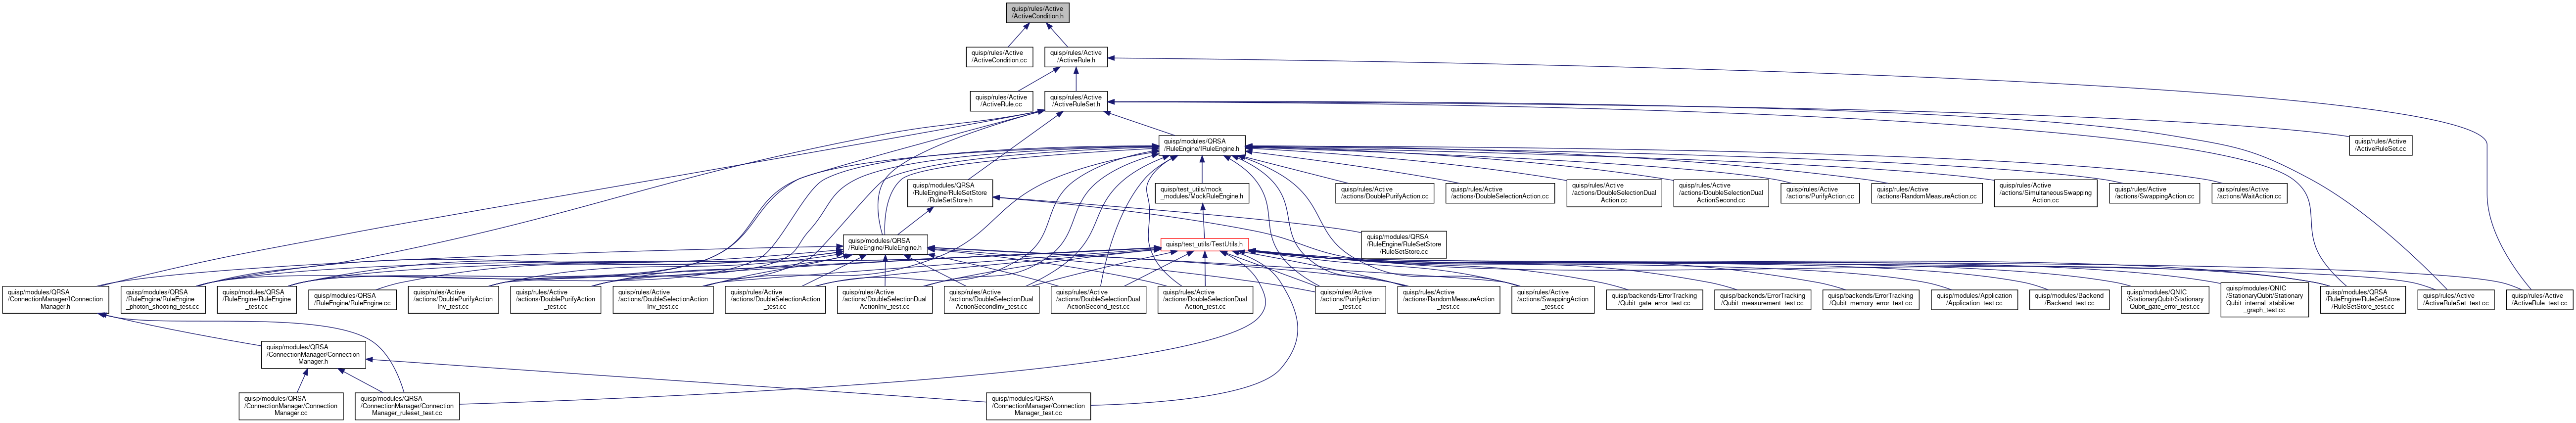 quisp/rules/Active
/ActiveCondition.h
quisp/rules/Active
/ActiveCondition.cc
quisp/rules/Active
/ActiveRule.h
quisp/rules/Active
/ActiveRule.cc
quisp/rules/Active
/ActiveRuleSet.h
quisp/modules/QRSA
/RuleEngine/IRuleEngine.h
quisp/rules/Active
/ActiveRuleSet.cc
quisp/modules/QRSA
/RuleEngine/RuleSetStore
/RuleSetStore.h
quisp/test_utils/mock
_modules/MockRuleEngine.h
quisp/rules/Active
/actions/DoublePurifyAction.cc
quisp/rules/Active
/actions/DoubleSelectionAction.cc
quisp/rules/Active
/actions/DoubleSelectionDual
Action.cc
quisp/rules/Active
/actions/DoubleSelectionDual
ActionSecond.cc
quisp/rules/Active
/actions/PurifyAction.cc
quisp/rules/Active
/actions/RandomMeasureAction.cc
quisp/rules/Active
/actions/SimultaneousSwapping
Action.cc
quisp/rules/Active
/actions/SwappingAction.cc
quisp/rules/Active
/actions/WaitAction.cc
quisp/modules/QRSA
/RuleEngine/RuleEngine.h
quisp/test_utils/TestUtils.h
quisp/modules/QRSA
/RuleEngine/RuleSetStore
/RuleSetStore.cc
quisp/modules/QRSA
/ConnectionManager/IConnection
Manager.h
quisp/modules/QRSA
/RuleEngine/RuleEngine
_photon_shooting_test.cc
quisp/modules/QRSA
/RuleEngine/RuleEngine
_test.cc
quisp/modules/QRSA
/RuleEngine/RuleEngine.cc
quisp/rules/Active
/actions/DoublePurifyAction
Inv_test.cc
quisp/rules/Active
/actions/DoublePurifyAction
_test.cc
quisp/rules/Active
/actions/DoubleSelectionAction
Inv_test.cc
quisp/rules/Active
/actions/DoubleSelectionAction
_test.cc
quisp/rules/Active
/actions/DoubleSelectionDual
ActionInv_test.cc
quisp/rules/Active
/actions/DoubleSelectionDual
ActionSecondInv_test.cc
quisp/rules/Active
/actions/DoubleSelectionDual
ActionSecond_test.cc
quisp/rules/Active
/actions/DoubleSelectionDual
Action_test.cc
quisp/rules/Active
/actions/PurifyAction
_test.cc
quisp/rules/Active
/actions/RandomMeasureAction
_test.cc
quisp/rules/Active
/actions/SwappingAction
_test.cc
quisp/backends/ErrorTracking
/Qubit_gate_error_test.cc
quisp/backends/ErrorTracking
/Qubit_measurement_test.cc
quisp/backends/ErrorTracking
/Qubit_memory_error_test.cc
quisp/modules/Application
/Application_test.cc
quisp/modules/Backend
/Backend_test.cc
quisp/modules/QNIC
/StationaryQubit/Stationary
Qubit_gate_error_test.cc
quisp/modules/QNIC
/StationaryQubit/Stationary
Qubit_internal_stabilizer
_graph_test.cc
quisp/modules/QRSA
/RuleEngine/RuleSetStore
/RuleSetStore_test.cc
quisp/rules/Active
/ActiveRuleSet_test.cc
quisp/rules/Active
/ActiveRule_test.cc
quisp/modules/QRSA
/ConnectionManager/Connection
Manager.h
quisp/modules/QRSA
/ConnectionManager/Connection
Manager.cc
quisp/modules/QRSA
/ConnectionManager/Connection
Manager_ruleset_test.cc
quisp/modules/QRSA
/ConnectionManager/Connection
Manager_test.cc